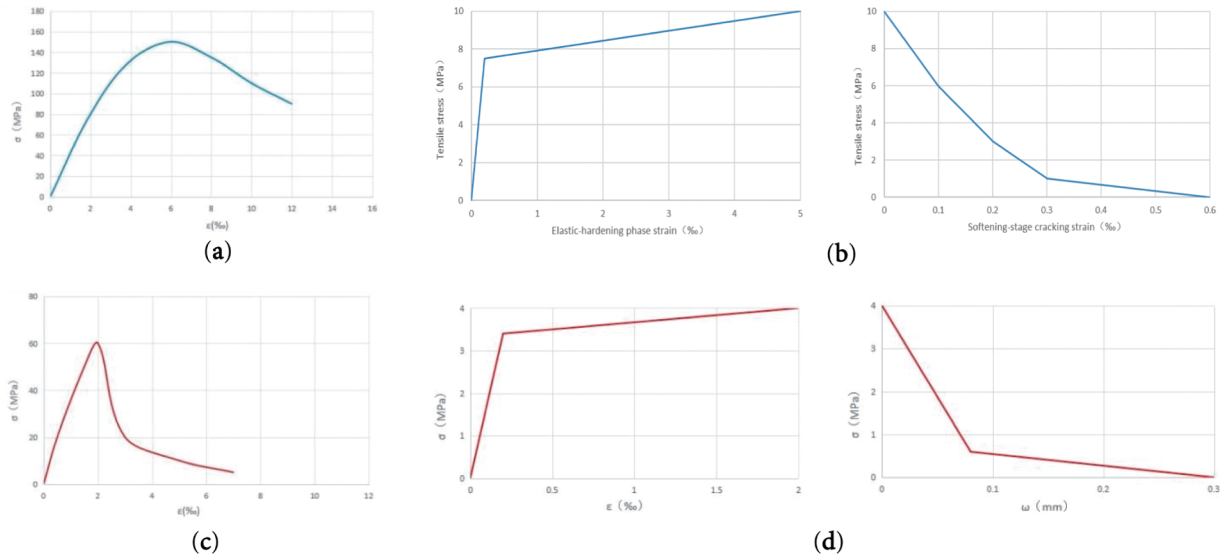 180
160
140
120
100
80
60
40
20
0
σ (MPa)
0 2 4 6 8 10 12 14 16
ε(‰)
(a)
10
8
6
4
2
0
Tensile stress (MPa)
0 1 2 3 4 5
Elastic-hardening phase strain (‰)
10
8
6
4
2
0
Tensile stress (MPa)
0 0.1 0.2 0.3 0.4 0.5 0.6
Softening-stage cracking strain (‰)
(b)
80
60
40
20
0
σ (MPa)
0 2 4 6 8 10 12
ε(‰)
(c)
4
3
2
1
0
σ (MPa)
0 0.5 1 1.5 2
ε (‰)
4
3
2
1
0
σ (MPa)
0 0.1 0.2 0.3
ω (mm)
(d)